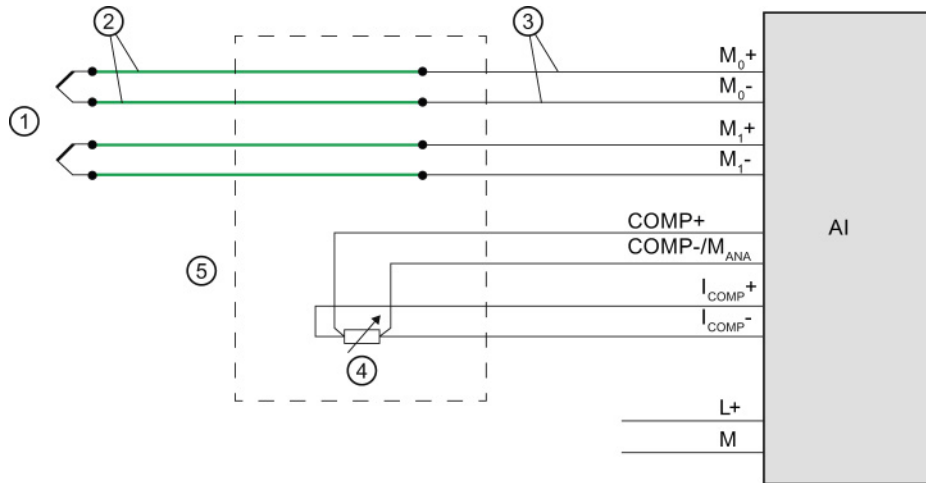 ② ③
M₀+
M₀-
①
M₁+
M₁-
COMP+
AI
COMP-/M_ANA
⑤
I_COMP+
I_COMP-
④
L+
M